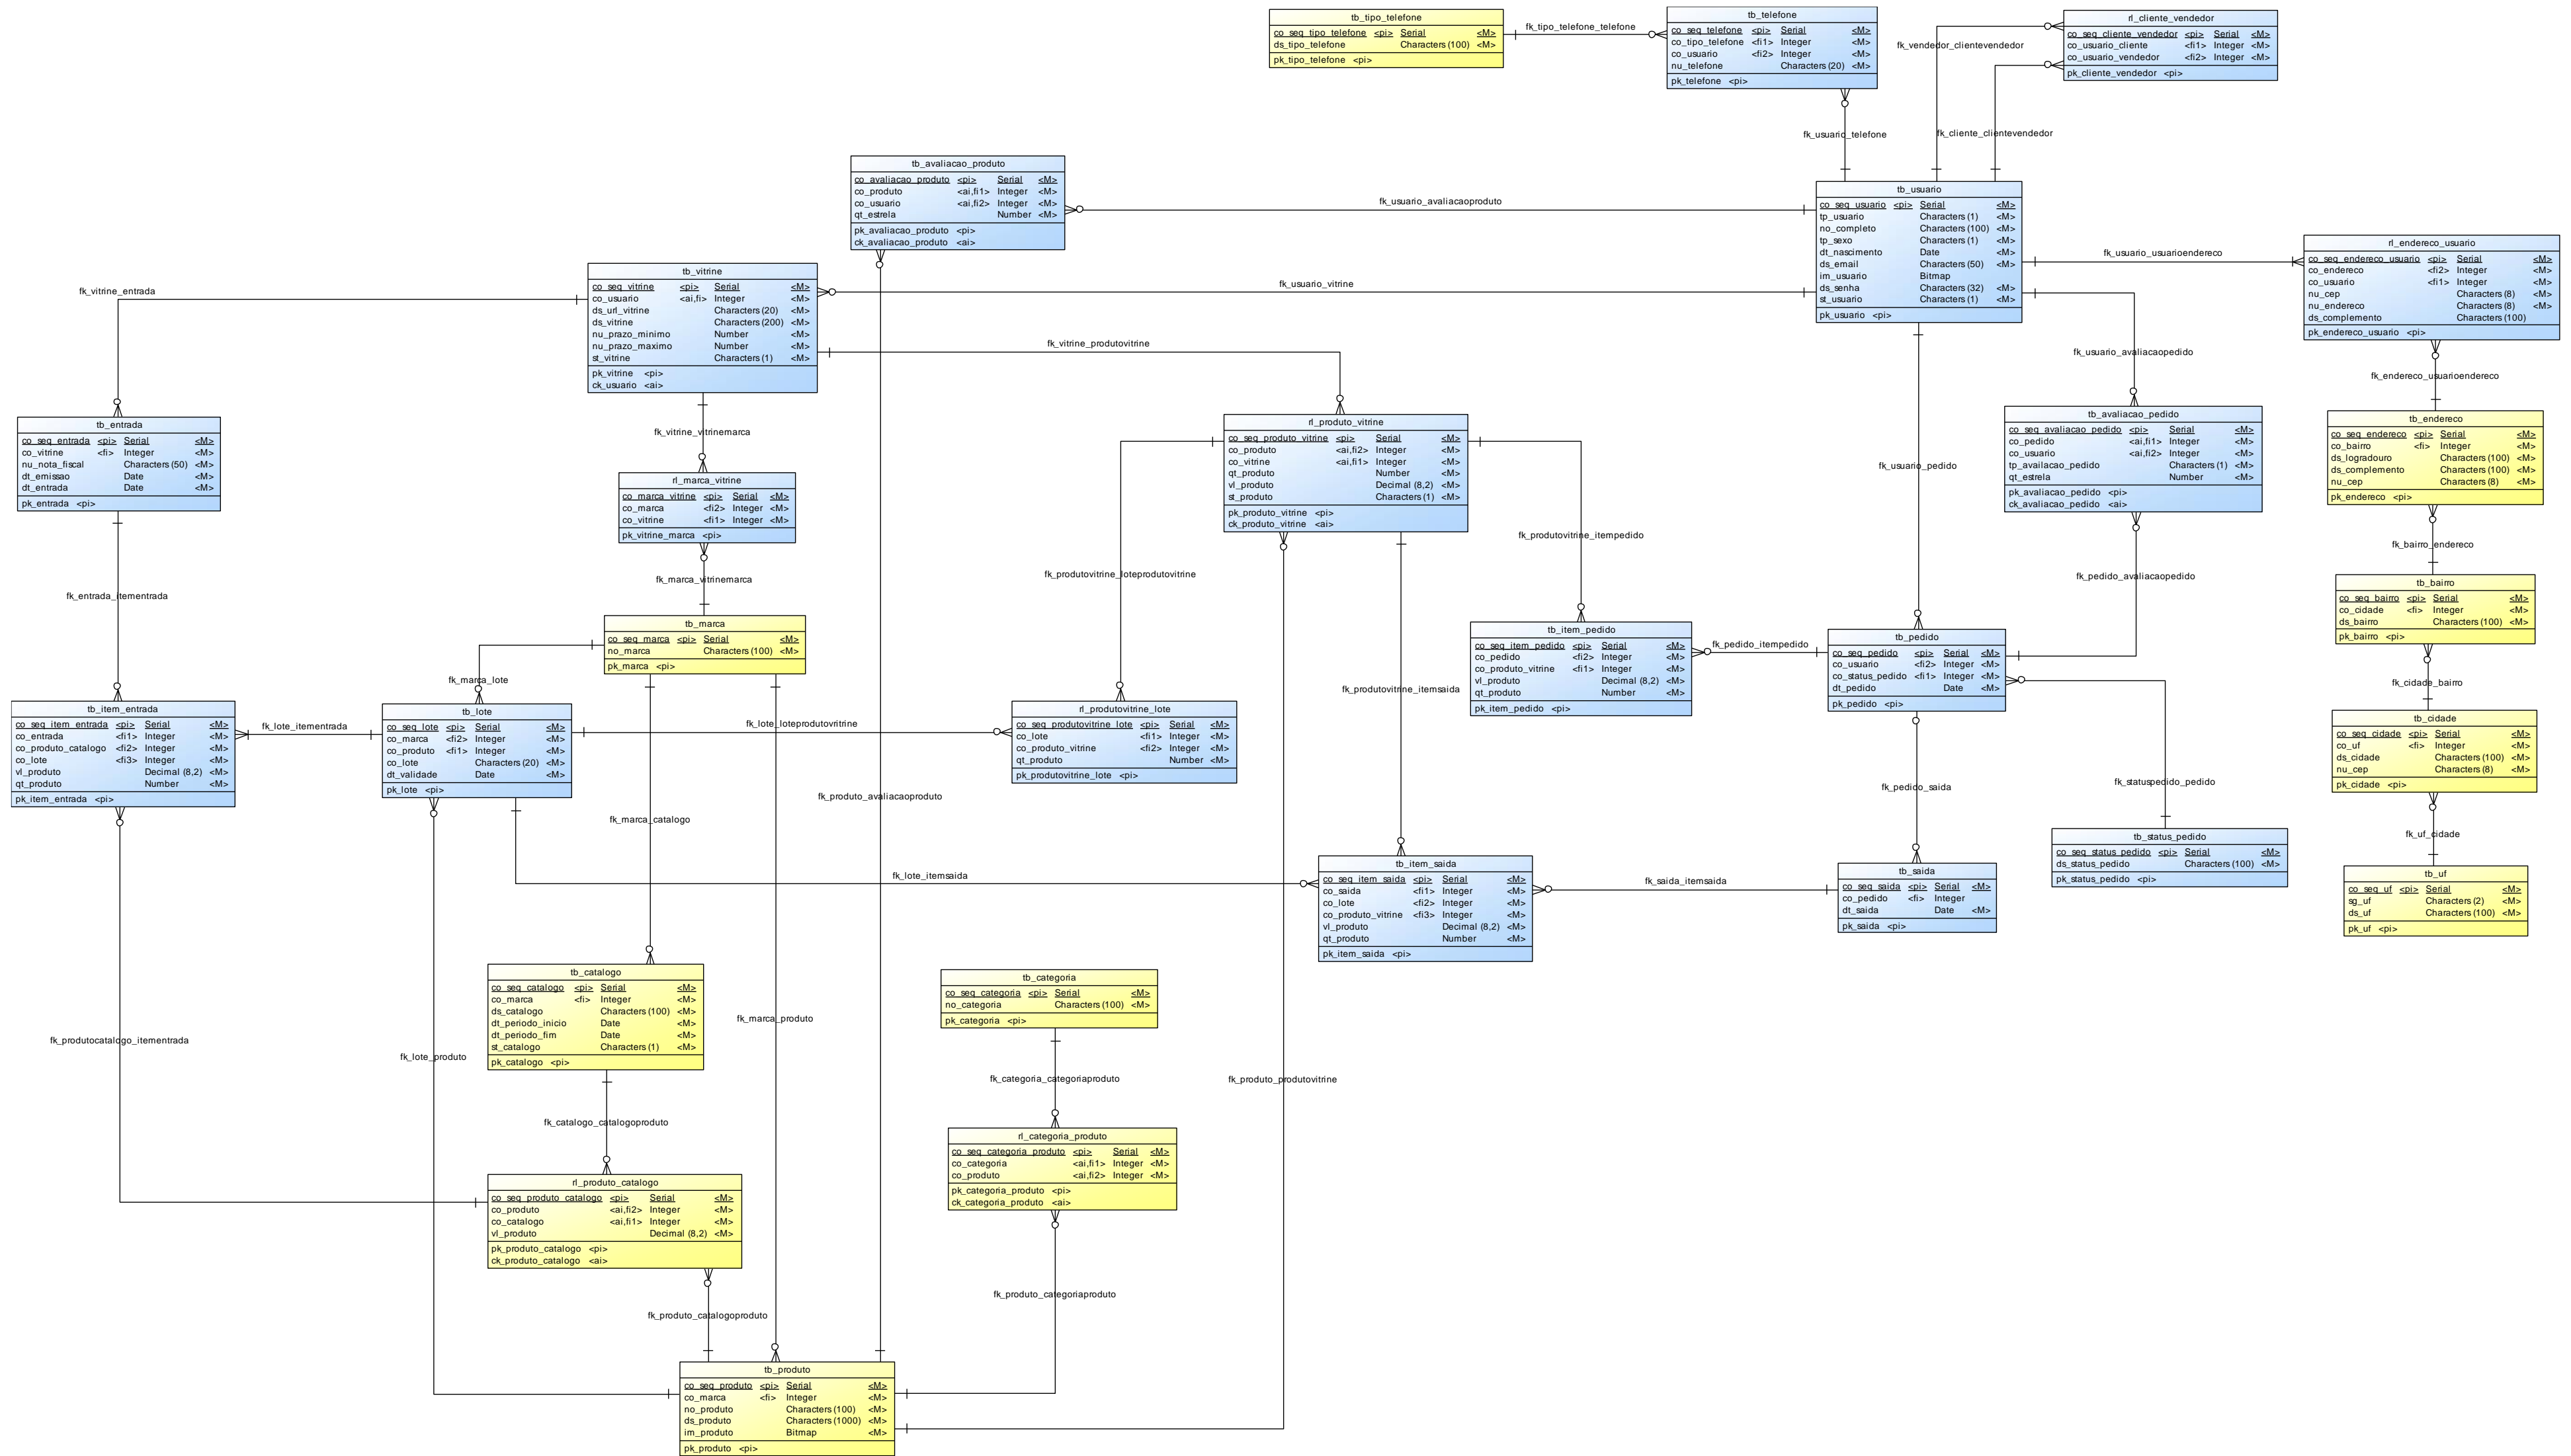 tb_tipo_telefone
co_seq_tipo_telefone <pi> Serial <M>
ds_tipo_telefone Characters (100) <M>
pk_tipo_telefone <pi>
fk_tipo_telefone_telefone
tb_telefone
co_seq_telefone <pi> Serial <M>
co_tipo_telefone <fi1> Integer <M>
co_usuario <fi2> Integer <M>
nu_telefone Characters (20) <M>
pk_telefone <pi>
rl_cliente_vendedor
co_seq_cliente_vendedor <pi> Serial <M>
co_usuario_cliente <fi1> Integer <M>
co_usuario_vendedor <fi2> Integer <M>
pk_cliente_vendedor <pi>
fk_vendedor_clientevendedor
fk_usuario_telefone
fk_cliente_clientevendedor
tb_avaliacao_produto
co_avaliacao_produto <pi> Serial <M>
co_produto <ai,fi1> Integer <M>
co_usuario <ai,fi2> Integer <M>
qt_estrela Number <M>
pk_avaliacao_produto <pi>
ck_avaliacao_produto <ai>
fk_usuario_avaliacaoproduto
tb_usuario
co_seq_usuario <pi> Serial <M>
tp_usuario Characters (1) <M>
no_completo Characters (100) <M>
tp_sexo Characters (1) <M>
dt_nascimento Date <M>
ds_email Characters (50) <M>
im_usuario Bitmap
ds_senha Characters (32) <M>
st_usuario Characters (1) <M>
pk_usuario <pi>
fk_usuario_usuarioendereco
rl_endereco_usuario
co_seq_endereco_usuario <pi> Serial <M>
co_endereco <fi2> Integer <M>
co_usuario <fi1> Integer <M>
nu_cep Characters (8) <M>
nu_endereco Characters (8) <M>
ds_complemento Characters (100)
pk_endereco_usuario <pi>
fk_vitrine_entrada
tb_vitrine
co_seq_vitrine <pi> Serial <M>
co_usuario <ai,fi> Integer <M>
ds_url_vitrine Characters (20) <M>
ds_vitrine Characters (200) <M>
nu_prazo_minimo Number <M>
nu_prazo_maximo Number <M>
st_vitrine Characters (1) <M>
pk_vitrine <pi>
ck_usuario <ai>
fk_usuario_vitrine
fk_vitrine_produtovitrine
fk_usuario_avaliacaopedido
fk_endereco_usuarioendereco
tb_entrada
co_seq_entrada <pi> Serial <M>
co_vitrine <fi> Integer <M>
nu_nota_fiscal Characters (50) <M>
dt_emissao Date <M>
dt_entrada Date <M>
pk_entrada <pi>
fk_vitrine_vitrinemarca
rl_marca_vitrine
co_marca_vitrine <pi> Serial <M>
co_marca <fi2> Integer <M>
co_vitrine <fi1> Integer <M>
pk_vitrine_marca <pi>
rl_produto_vitrine
co_seq_produto_vitrine <pi> Serial <M>
co_produto <ai,fi2> Integer <M>
co_vitrine <ai,fi1> Integer <M>
qt_produto Number <M>
vl_produto Decimal (8,2) <M>
st_produto Characters (1) <M>
pk_produto_vitrine <pi>
ck_produto_vitrine <ai>
fk_usuario_pedido
tb_avaliacao_pedido
co_seq_avaliacao_pedido <pi> Serial <M>
co_pedido <ai,fi1> Integer <M>
co_usuario <ai,fi2> Integer <M>
tp_availacao_pedido Characters (1) <M>
qt_estrela Number <M>
pk_avaliacao_pedido <pi>
ck_avaliacao_pedido <ai>
tb_endereco
co_seq_endereco <pi> Serial <M>
co_bairro <fi> Integer <M>
ds_logradouro Characters (100) <M>
ds_complemento Characters (100) <M>
nu_cep Characters (8) <M>
pk_endereco <pi>
fk_bairro_endereco
fk_entrada_itementrada
fk_marca_vitrinemarca
fk_produtovitrine_loteprodutovitrine
fk_produtovitrine_itempedido
fk_pedido_avaliacaopedido
tb_bairro
co_seq_bairro <pi> Serial <M>
co_cidade <fi> Integer <M>
ds_bairro Characters (100) <M>
pk_bairro <pi>
tb_marca
co_seq_marca <pi> Serial <M>
no_marca Characters (100) <M>
pk_marca <pi>
fk_marca_lote
tb_item_pedido
co_seq_item_pedido <pi> Serial <M>
co_pedido <fi2> Integer <M>
co_produto_vitrine <fi1> Integer <M>
vl_produto Decimal (8,2) <M>
qt_produto Number <M>
pk_item_pedido <pi>
fk_pedido_itempedido
tb_pedido
co_seq_pedido <pi> Serial <M>
co_usuario <fi2> Integer <M>
co_status_pedido <fi1> Integer <M>
dt_pedido Date <M>
pk_pedido <pi>
fk_cidade_bairro
fk_produtovitrine_itemsaida
tb_item_entrada
co_seq_item_entrada <pi> Serial <M>
co_entrada <fi1> Integer <M>
co_produto_catalogo <fi2> Integer <M>
co_lote <fi3> Integer <M>
vl_produto Decimal (8,2) <M>
qt_produto Number <M>
pk_item_entrada <pi>
fk_lote_itementrada
tb_lote
co_seq_lote <pi> Serial <M>
co_marca <fi2> Integer <M>
co_produto <fi1> Integer <M>
co_lote Characters (20) <M>
dt_validade Date <M>
pk_lote <pi>
fk_lote_loteprodutovritrine
rl_produtovitrine_lote
co_seq_produtovitrine_lote <pi> Serial <M>
co_lote <fi1> Integer <M>
co_produto_vitrine <fi2> Integer <M>
qt_produto Number <M>
pk_produtovitrine_lote <pi>
tb_cidade
co_seq_cidade <pi> Serial <M>
co_uf <fi> Integer <M>
ds_cidade Characters (100) <M>
nu_cep Characters (8) <M>
pk_cidade <pi>
fk_marca_catalogo
fk_produto_avaliacaoproduto
fk_pedido_saida
fk_statuspedido_pedido
fk_uf_cidade
tb_status_pedido
co_seq_status_pedido <pi> Serial <M>
ds_status_pedido Characters (100) <M>
pk_status_pedido <pi>
fk_lote_itemsaida
tb_item_saida
co_seq_item_saida <pi> Serial <M>
co_saida <fi1> Integer <M>
co_lote <fi2> Integer <M>
co_produto_vitrine <fi3> Integer <M>
vl_produto Decimal (8,2) <M>
qt_produto Number <M>
pk_item_saida <pi>
fk_saida_itemsaida
tb_saida
co_seq_saida <pi> Serial <M>
co_pedido <fi> Integer
dt_saida Date <M>
pk_saida <pi>
tb_uf
co_seq_uf <pi> Serial <M>
sg_uf Characters (2) <M>
ds_uf Characters (100) <M>
pk_uf <pi>
tb_catalogo
co_seq_catalogo <pi> Serial <M>
co_marca <fi> Integer <M>
ds_catalogo Characters (100) <M>
dt_periodo_inicio Date <M>
dt_periodo_fim Date <M>
st_catalogo Characters (1) <M>
pk_catalogo <pi>
tb_categoria
co_seq_categoria <pi> Serial <M>
no_categoria Characters (100) <M>
pk_categoria <pi>
fk_produtocatalogo_itementrada
fk_lote_produto
fk_marca_produto
fk_categoria_categoriaproduto
fk_produto_produtovitrine
fk_catalogo_catalogoproduto
rl_categoria_produto
co_seq_categoria_produto <pi> Serial <M>
co_categoria <ai,fi1> Integer <M>
co_produto <ai,fi2> Integer <M>
pk_categoria_produto <pi>
ck_categoria_produto <ai>
rl_produto_catalogo
co_seq_produto_catalogo <pi> Serial <M>
co_produto <ai,fi2> Integer <M>
co_catalogo <ai,fi1> Integer <M>
vl_produto Decimal (8,2) <M>
pk_produto_catalogo <pi>
ck_produto_catalogo <ai>
fk_produto_categoriaproduto
fk_produto_catalogoproduto
tb_produto
co_seq_produto <pi> Serial <M>
co_marca <fi> Integer <M>
no_produto Characters (100) <M>
ds_produto Characters (1000) <M>
im_produto Bitmap <M>
pk_produto <pi>